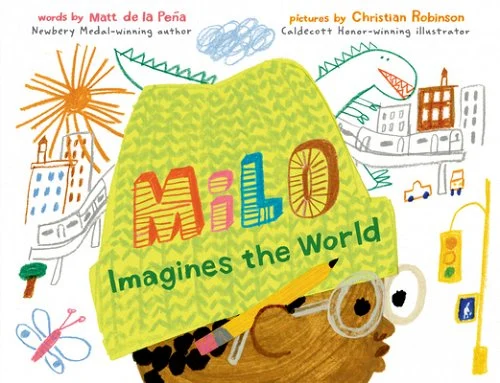 words by Matt de la Peña
Newbery Medal-winning author
pictures by Christian Robinson
Caldecott Honor-winning illustrator
MiLO
Imagines the World